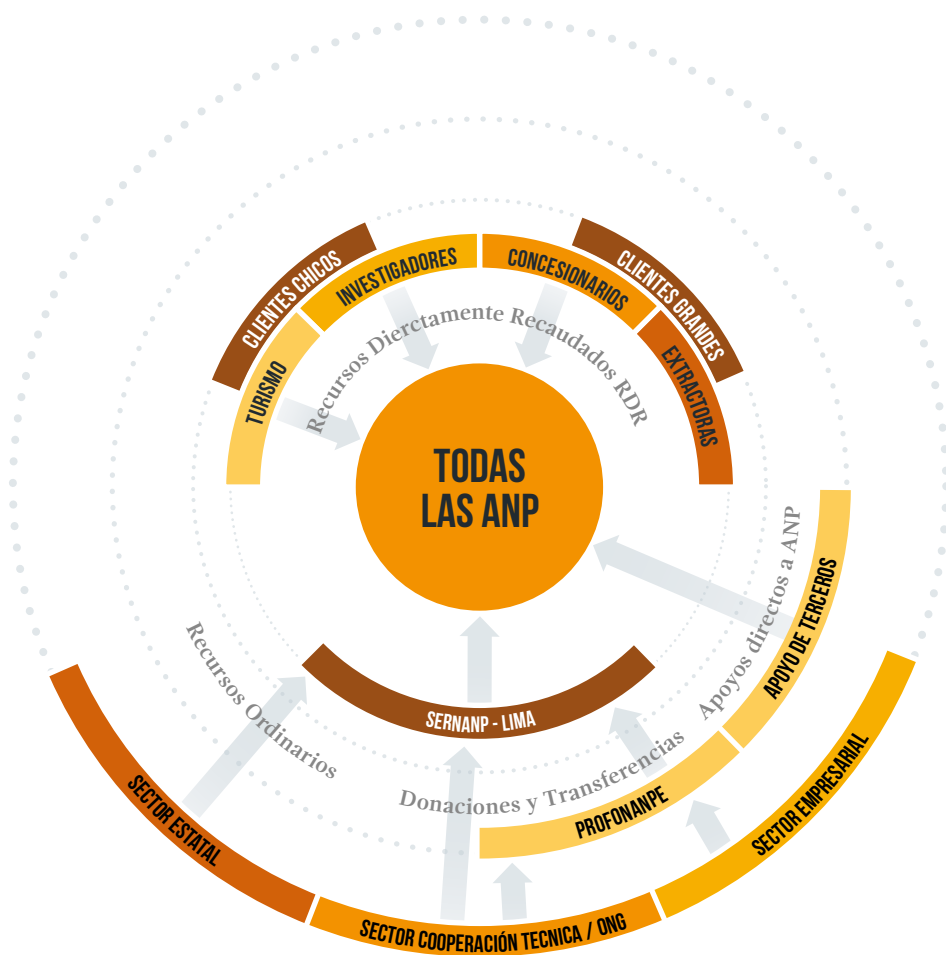 CLIENTES CHICOS
CLIENTES GRANDES
TURISMO
INVESTIGADORES
CONCESIONARIOS
EXTRACTORAS
Recursos Dierctamente Recaudados RDR
TODAS
LAS ANP
Apoyos directos a ANP
APOYO DE TERCEROS
Recursos Ordinarios
SERNANP - LIMA
Donaciones y Transferencias
PROFONANPE
SECTOR ESTATAL
SECTOR COOPERACIÓN TECNICA / ONG
SECTOR EMPRESARIAL